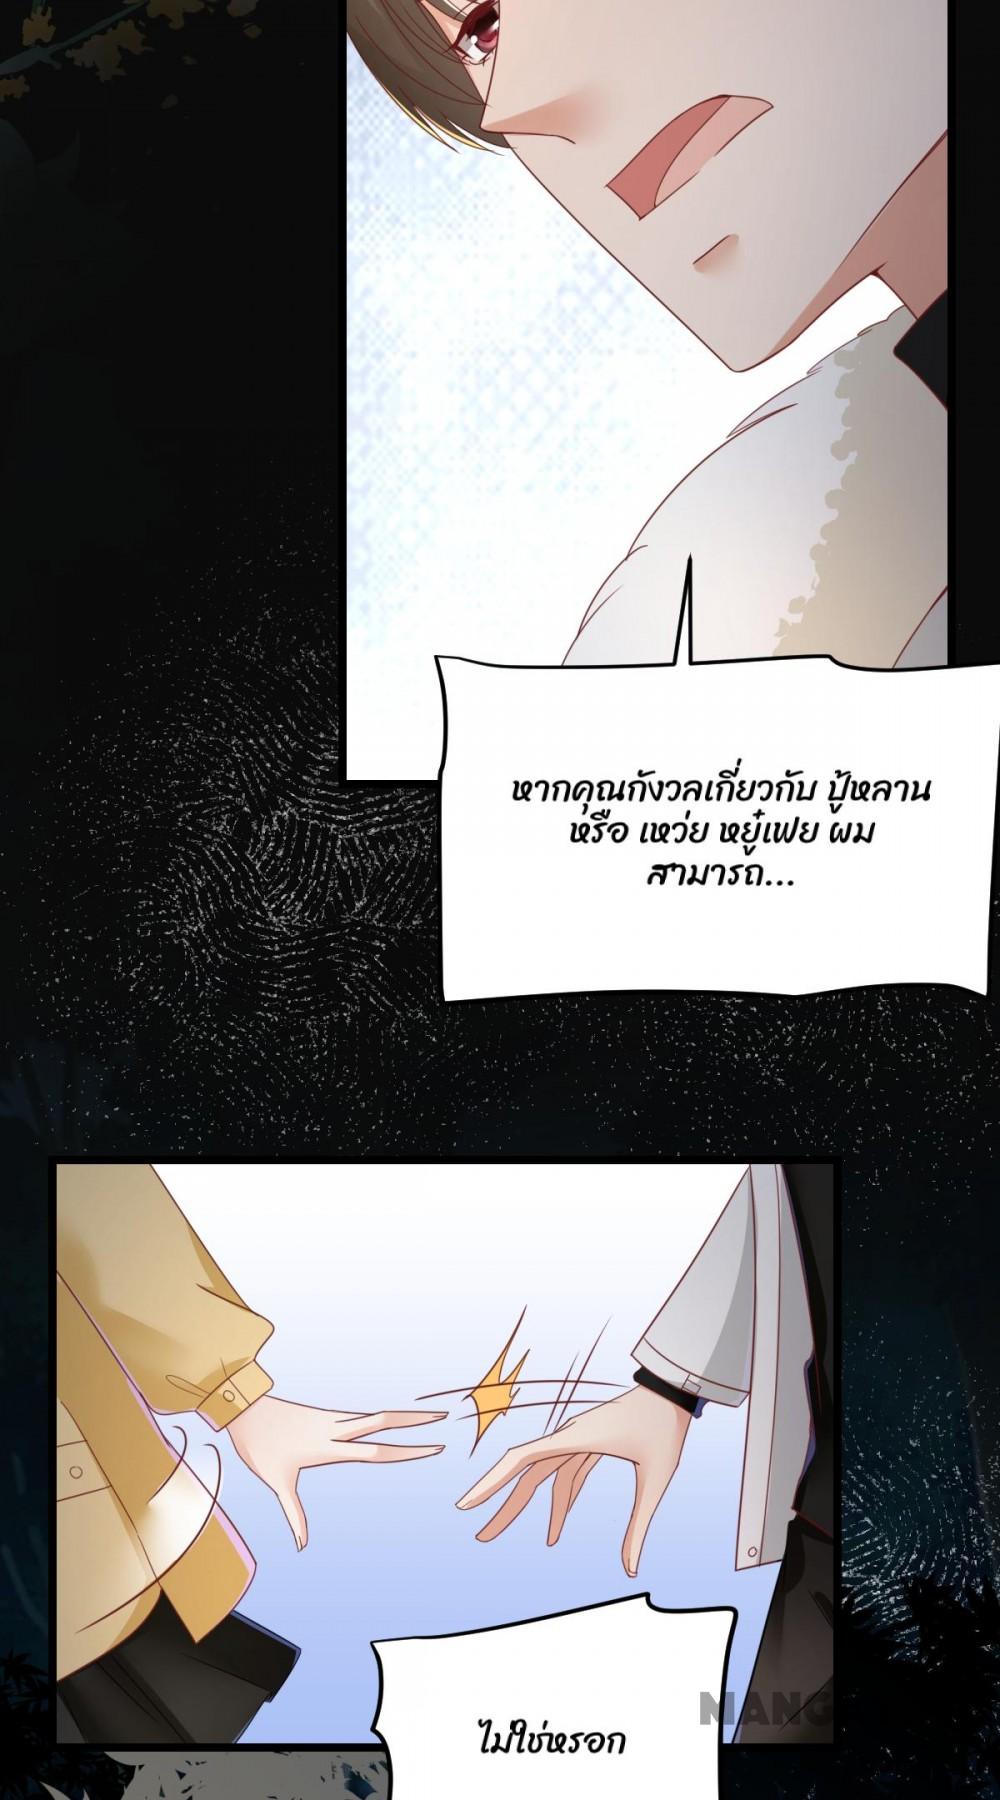 หากคุณกังวลเกี่ยวกับ ปู้หลาน
หรือ เหว่ย หยู๋เฟย ผม
สามารถ...
MANG
ไม่ใช่หรอก